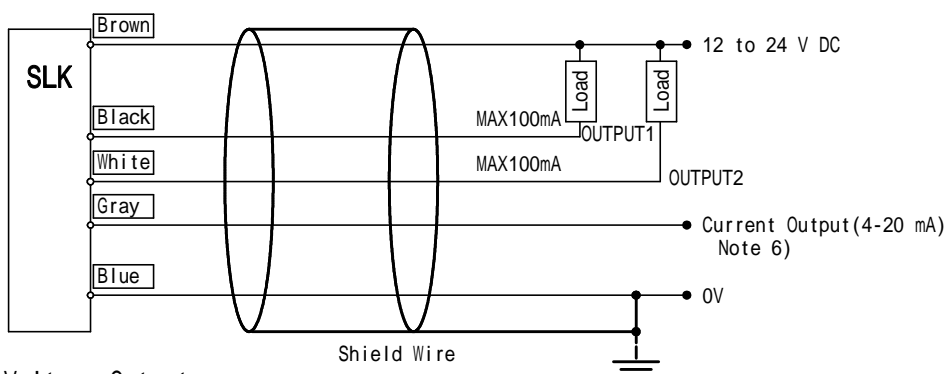 Brown
12 to 24 V DC
SLK
Load
Load
Black
MAX100mA
OUTPUT1
White
MAX100mA
OUTPUT2
Gray
Current Output(4-20 mA)
Note 6)
Blue
0V
Shield Wire